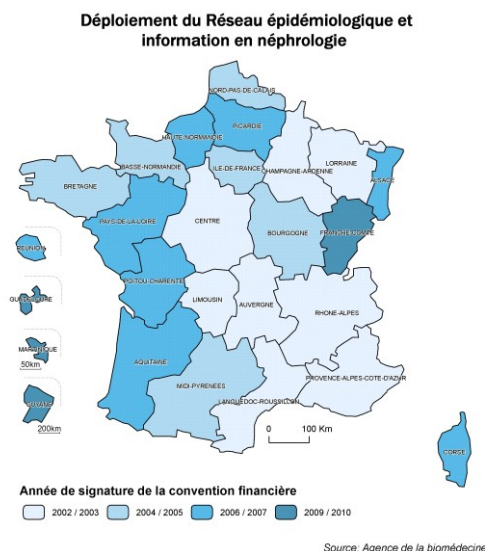 Déploiement du Réseau épidémiologique et
information en néphrologie
NORD-PAS-DE-CALAIS
HAUTE-NORMANDIE
PICARDIE
BASSE-NORMANDIE
ILE-DE-FRANCE
CHAMPAGNE-ARDENNE
LORRAINE
ALSACE
BRETAGNE
PAYS-DE-LA-LOIRE
CENTRE
BOURGOGNE
FRANCHE-COMTE
REUNION
POITOU-CHARENTE
GUADELOUPE
LIMOUSIN
AUVERGNE
RHONE-ALPES
MARTINIQUE
50km
AQUITAINE
MIDI-PYRENEES
LANGUEDOC-ROUSSILLON
PROVENCE-ALPES-COTE-D'AZUR
GUYANE
200km
0 100 Km
CORSE
Année de signature de la convention financière
2002 / 2003 2004 / 2005 2006 / 2007 2009 / 2010
Source: Agence de la biomédecine